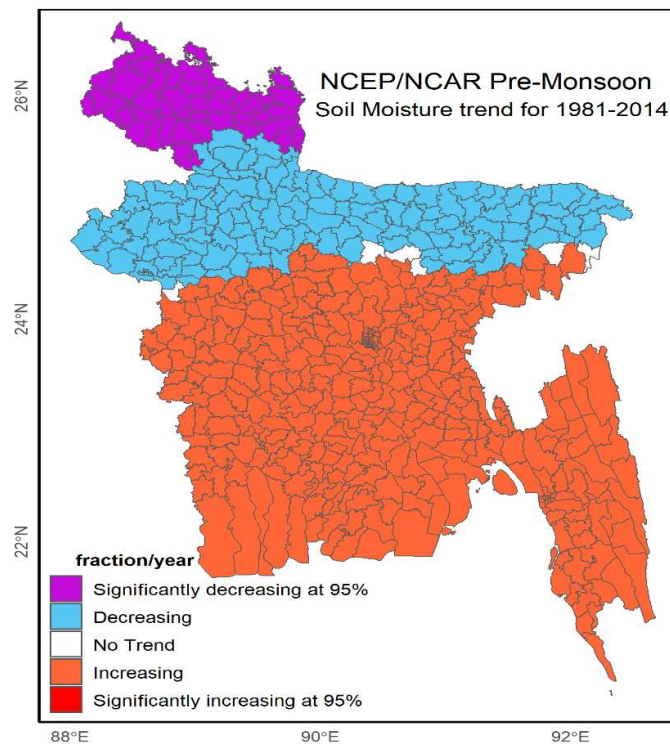 NCEP/NCAR Pre-Monsoon
Soil Moisture trend for 1981-2014
26°N
24°N
22°N
fraction/year
Significantly decreasing at 95%
Decreasing
No Trend
Increasing
Significantly increasing at 95%
88°E
90°E
92°E